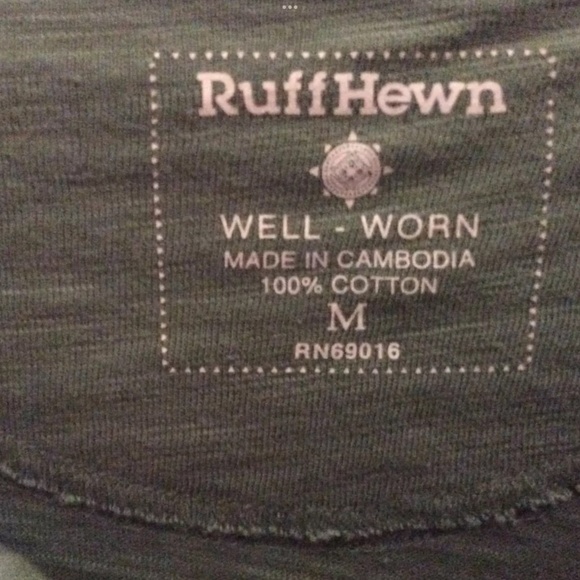 RuffHewn
WELL - WORN
MADE IN CAMBODIA
100% COTTON
M
RN69016